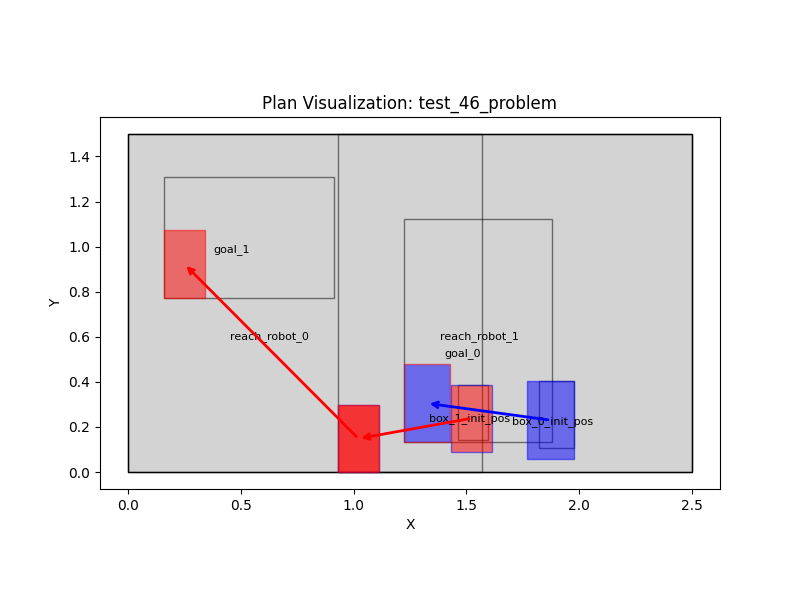 Plan Visualization: test_46_problem
1.4
1.2
1.0
0.8
0.6
0.4
0.2
0.0
Y
goal_1
reach_robot_0
reach_robot_1
goal_0
box_1_init_pos
box_0_init_pos
0.0 0.5 1.0 1.5 2.0 2.5
X